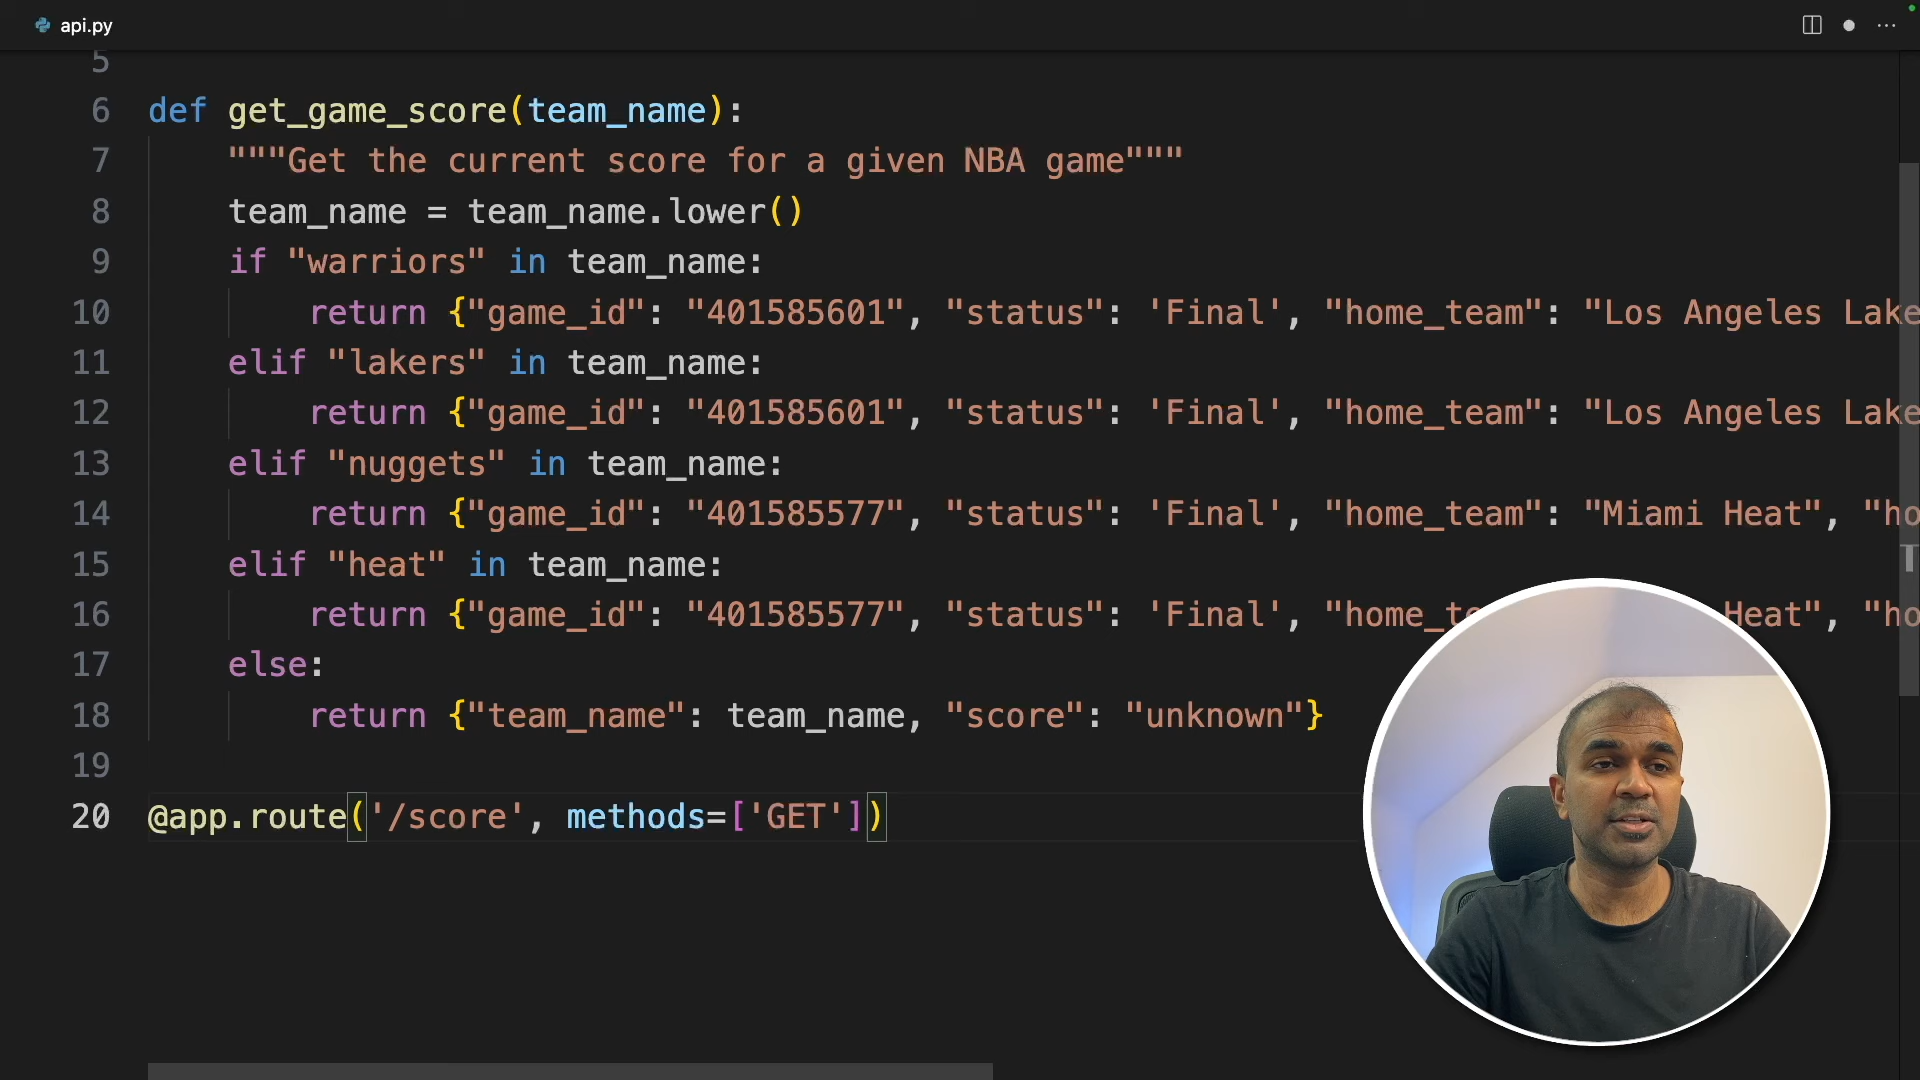 api.py
5
6 def get_game_score(team_name):
7 """Get the current score for a given NBA game"""
8 team_name = team_name.lower()
9 if "warriors" in team_name:
10 return {"game_id": "401585601", "status": 'Final', "home_team": "Los Angeles Lake
11 elif "lakers" in team_name:
12 return {"game_id": "401585601", "status": 'Final', "home_team": "Los Angeles Lake
13 elif "nuggets" in team_name:
14 return {"game_id": "401585577", "status": 'Final', "home_team": "Miami Heat", "ho
15 elif "heat" in team_name:
16 return {"game_id": "401585577", "status": 'Final', "home_te Heat", "ho
17 else:
18 return {"team_name": team_name, "score": "unknown"}
19
20 @app.route('/score', methods=['GET'])